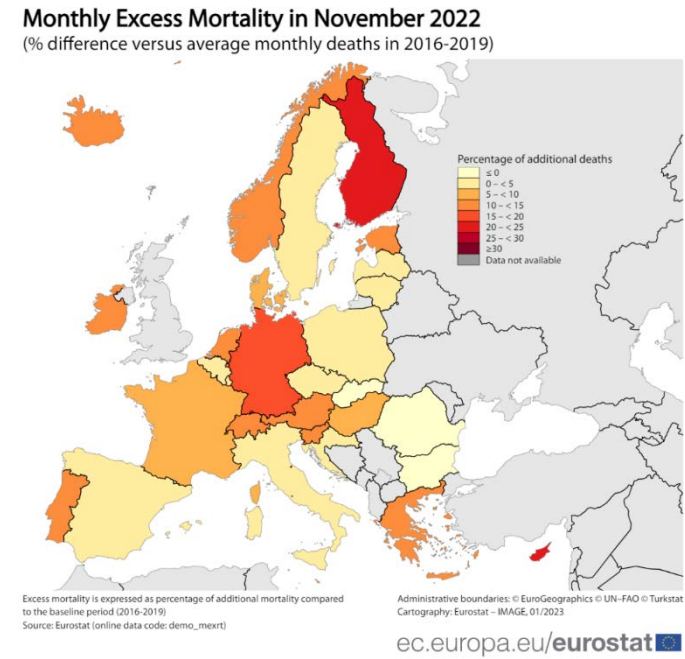 Monthly Excess Mortality in November 2022
(% difference versus average monthly deaths in 2016-2019)
Percentage of additional deaths
≤ 0
0 – < 5
5 – < 10
10 – < 15
15 – < 20
20 – < 25
25 – < 30
≥30
Data not available
Excess mortality is expressed as percentage of additional mortality compared
to the baseline period (2016-2019)
Source: Eurostat (online data code: demo_mexrt)
Administrative boundaries: © EuroGeographics © UN–FAO © Turkstat
Cartography: Eurostat – IMAGE, 01/2023
ec.europa.eu/eurostat